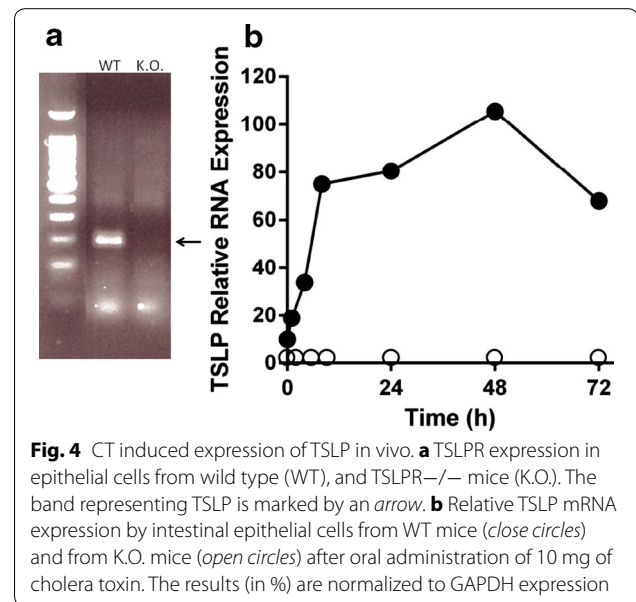 a
b
WT K.O.
120
100
80
60
40
20
0
TSLP Relative RNA Expression
0 24 48 72
Time (h)
Fig. 4 CT induced expression of TSLP in vivo. a TSLPR expression in
epithelial cells from wild type (WT), and TSLPR−/− mice (K.O.). The
band representing TSLP is marked by an arrow. b Relative TSLP mRNA
expression by intestinal epithelial cells from WT mice (close circles)
and from K.O. mice (open circles) after oral administration of 10 mg of
cholera toxin. The results (in %) are normalized to GAPDH expression